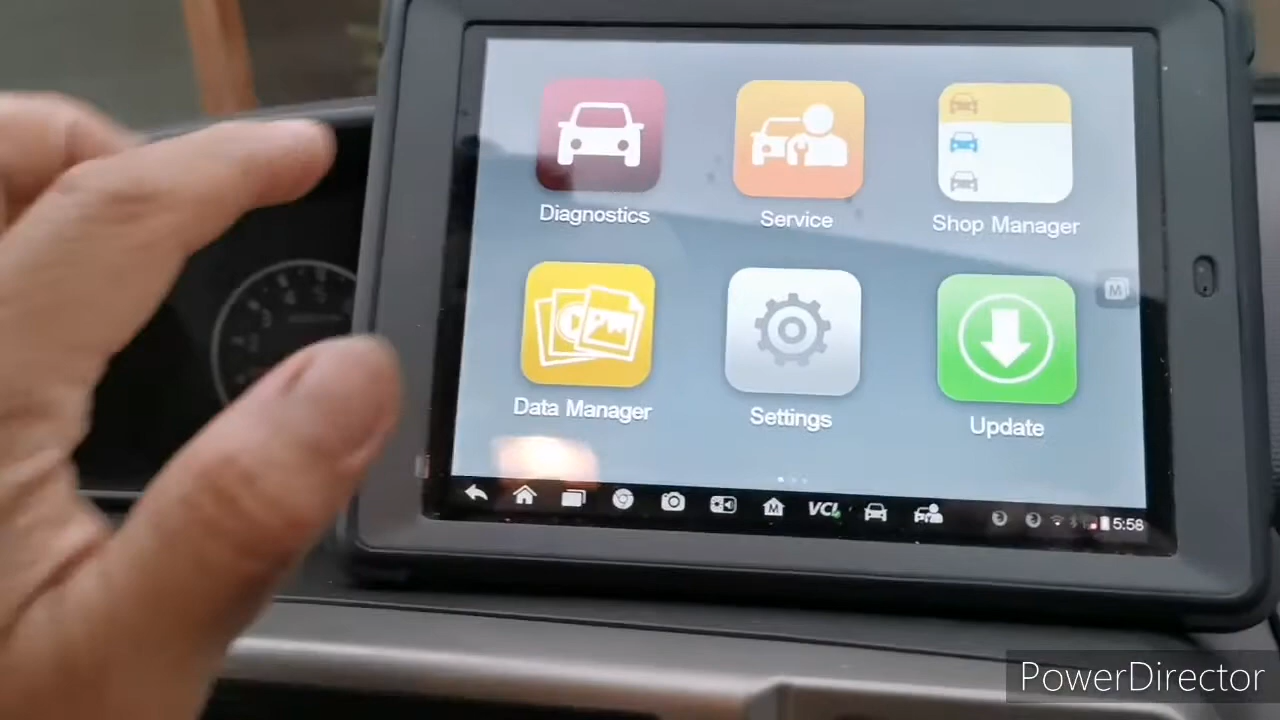 Diagnostics
Service
Shop Manager
M
Data Manager
Settings
Update
M
VCI
5:58
PowerDirector